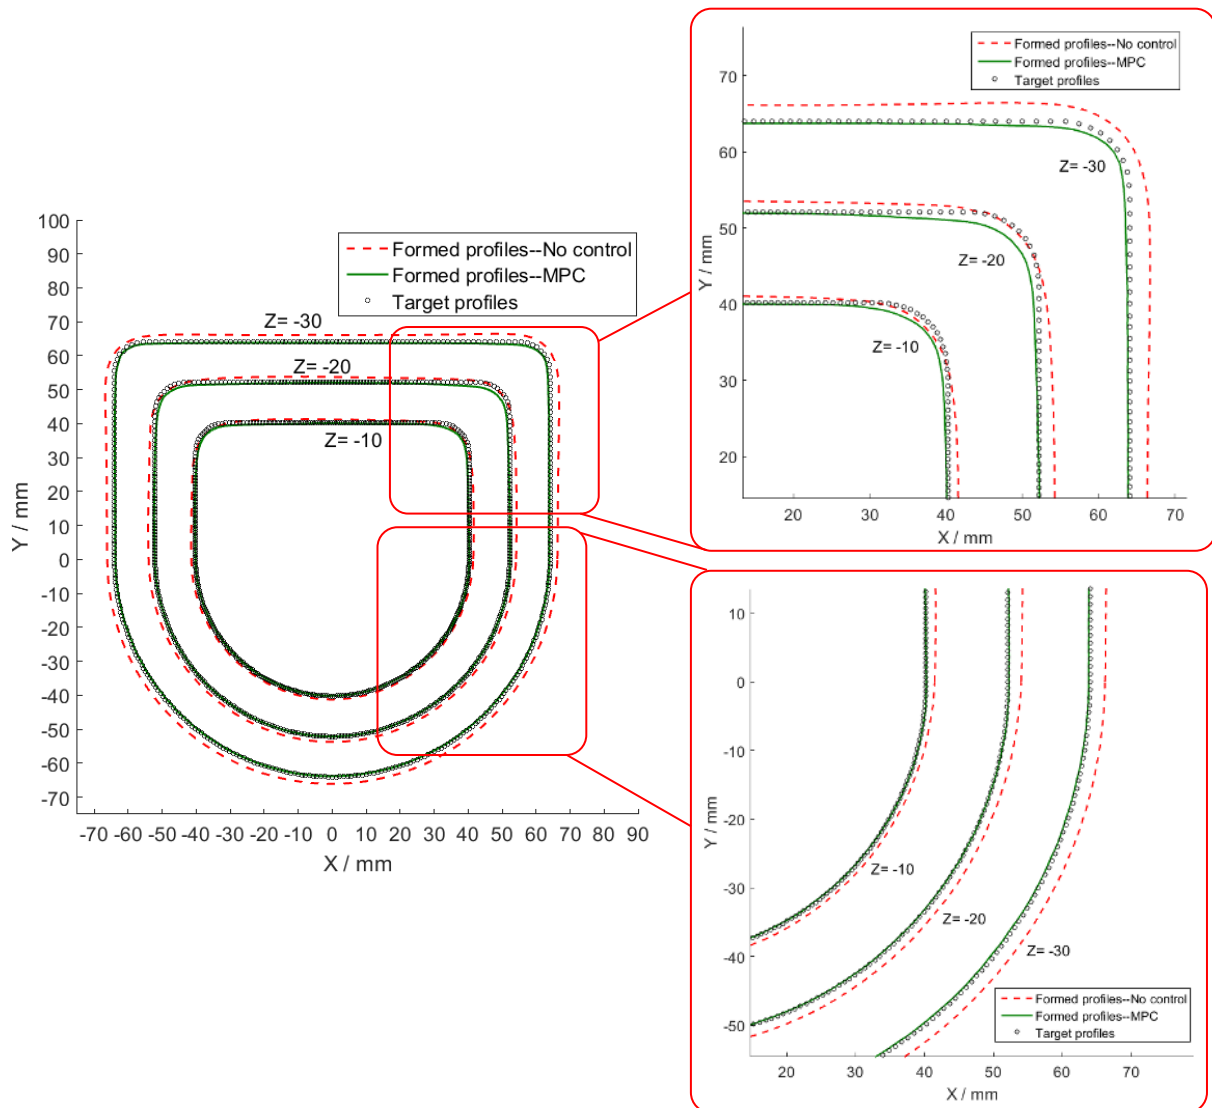 100
90
80
70
60
50
40
30
20
10
0
-10
-20
-30
-40
-50
-60
-70
Y / mm
-70 -60 -50 -40 -30 -20 -10 0 10 20 30 40 50 60 70 80 90
X / mm
Formed profiles--No control
Formed profiles--MPC
Target profiles
Z= -30
Z= -20
Z= -10
70
60
50
40
30
20
Y / mm
20 30 40 50 60 70
X / mm
Formed profiles--No control
Formed profiles--MPC
Target profiles
Z= -30
Z= -20
Z= -10
10
0
-10
-20
-30
-40
-50
Y / mm
20 30 40 50 60 70
X / mm
Z= -10
Z= -20
Z= -30
Formed profiles--No control
Formed profiles--MPC
Target profiles